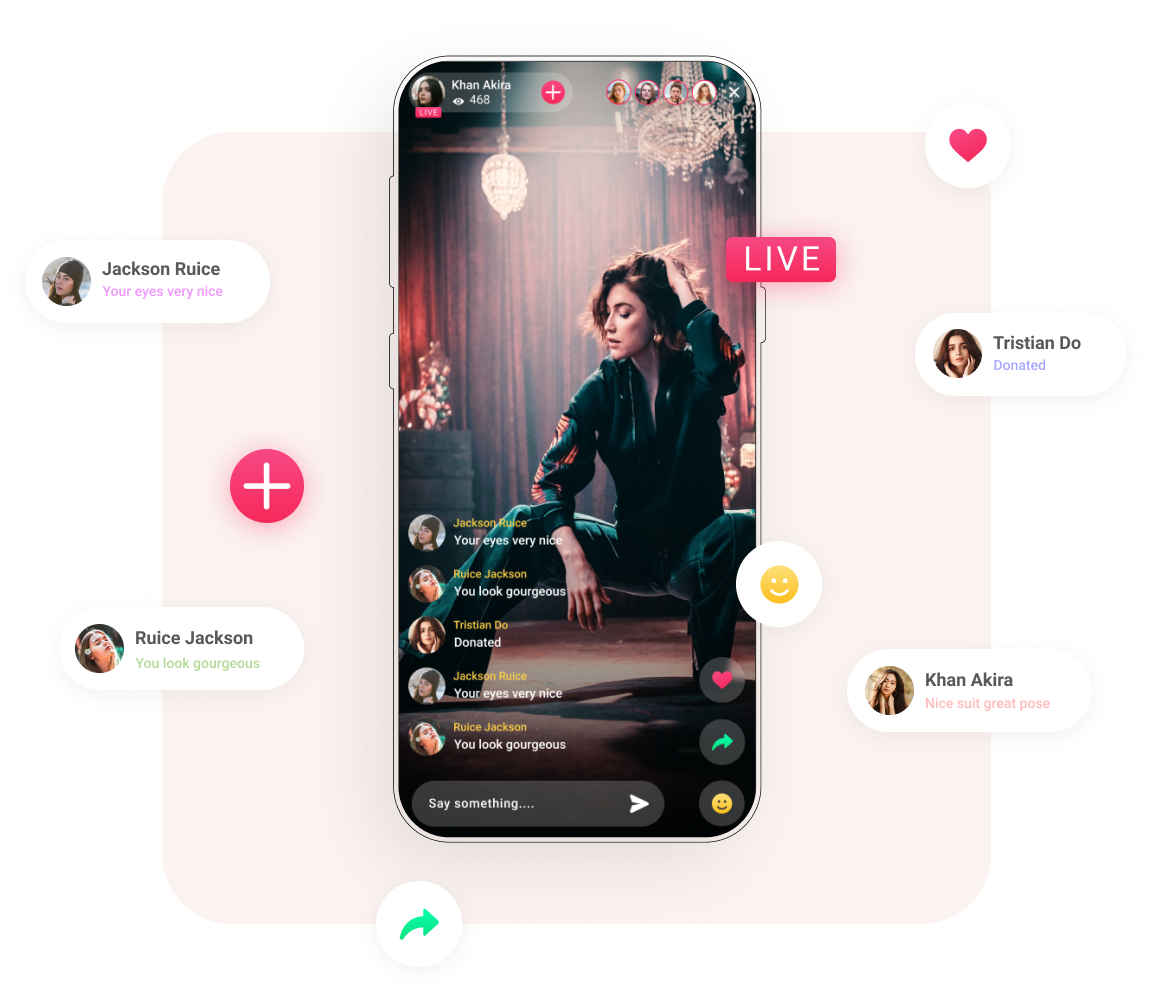 Khan Akira
468
LIVE
LIVE
Jackson Ruice
Your eyes very nice
Tristian Do
Donated
Jackson Ruice
Your eyes very nice
Ruice Jackson
You look gourgeous
Tristian Do
Donated
Jackson Ruice
Your eyes very nice
Ruice Jackson
You look gourgeous
Ruice Jackson
You look gourgeous
Khan Akira
Nice suit great pose
Say something....